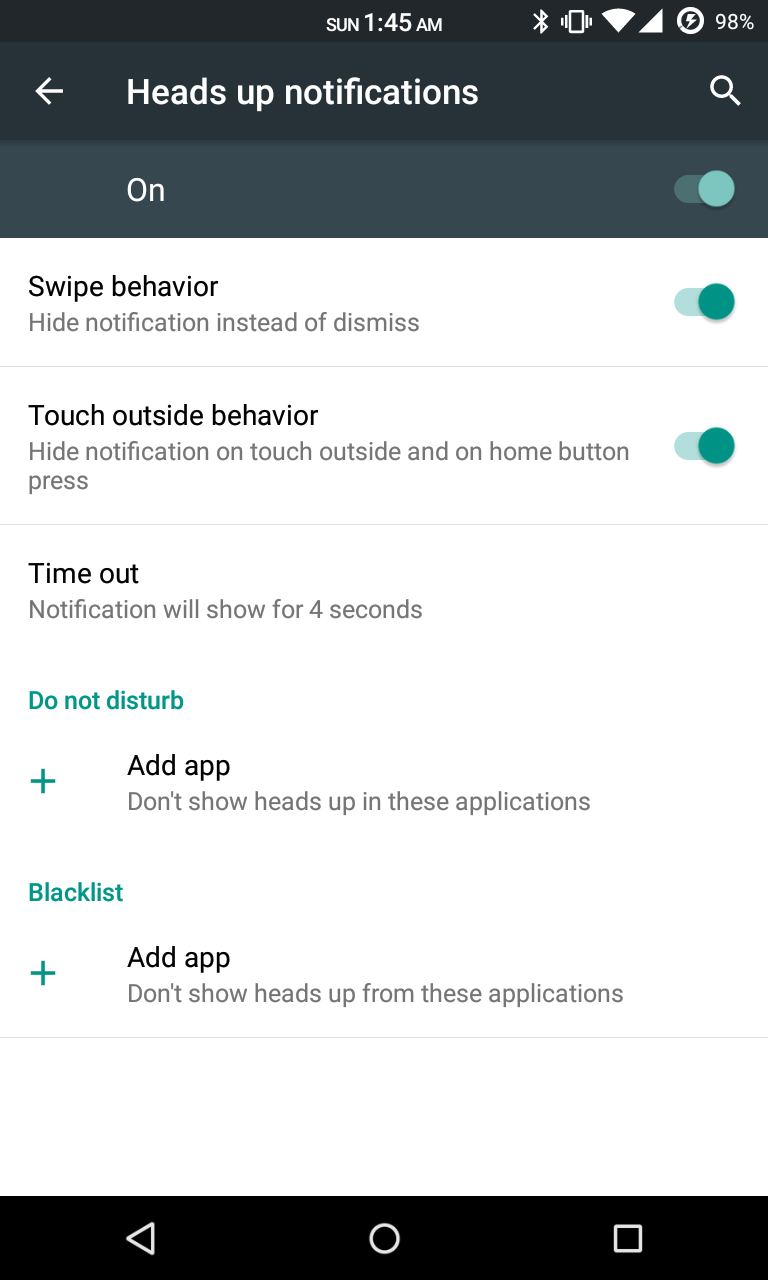 SUN 1:45 AM 98%
Heads up notifications
On
Swipe behavior
Hide notification instead of dismiss
Touch outside behavior
Hide notification on touch outside and on home button
press
Time out
Notification will show for 4 seconds
Do not disturb
Add app
Don't show heads up in these applications
Blacklist
Add app
Don't show heads up from these applications